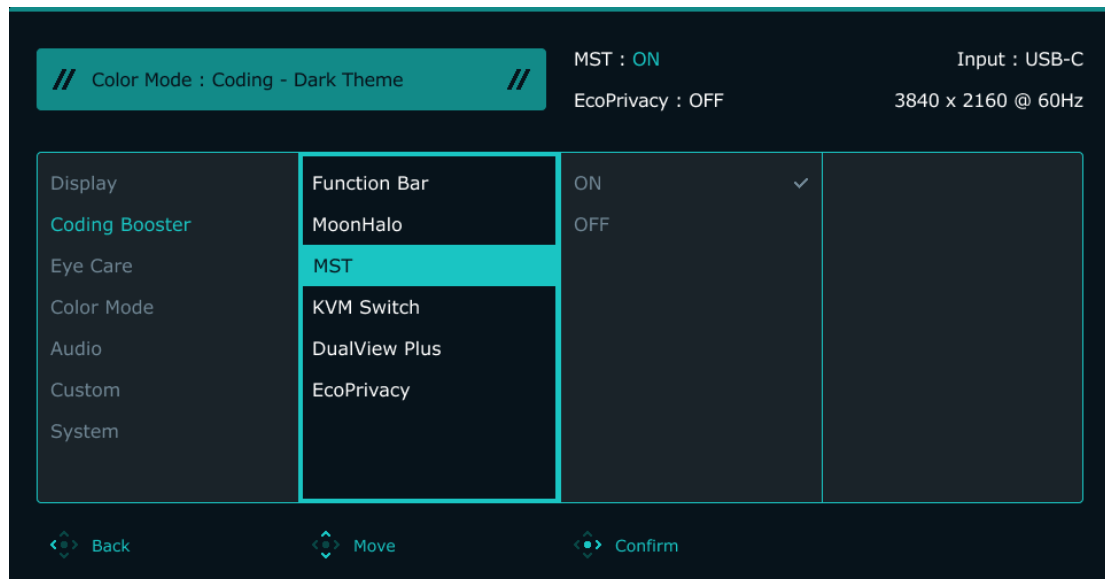 Color Mode : Coding - Dark Theme
MST : ON
Input : USB-C
EcoPrivacy : OFF
3840 x 2160 @ 60Hz
Display
Coding Booster
Eye Care
Color Mode
Audio
Custom
System
Function Bar
MoonHalo
MST
KVM Switch
DualView Plus
EcoPrivacy
ON
OFF
Back
Move
Confirm